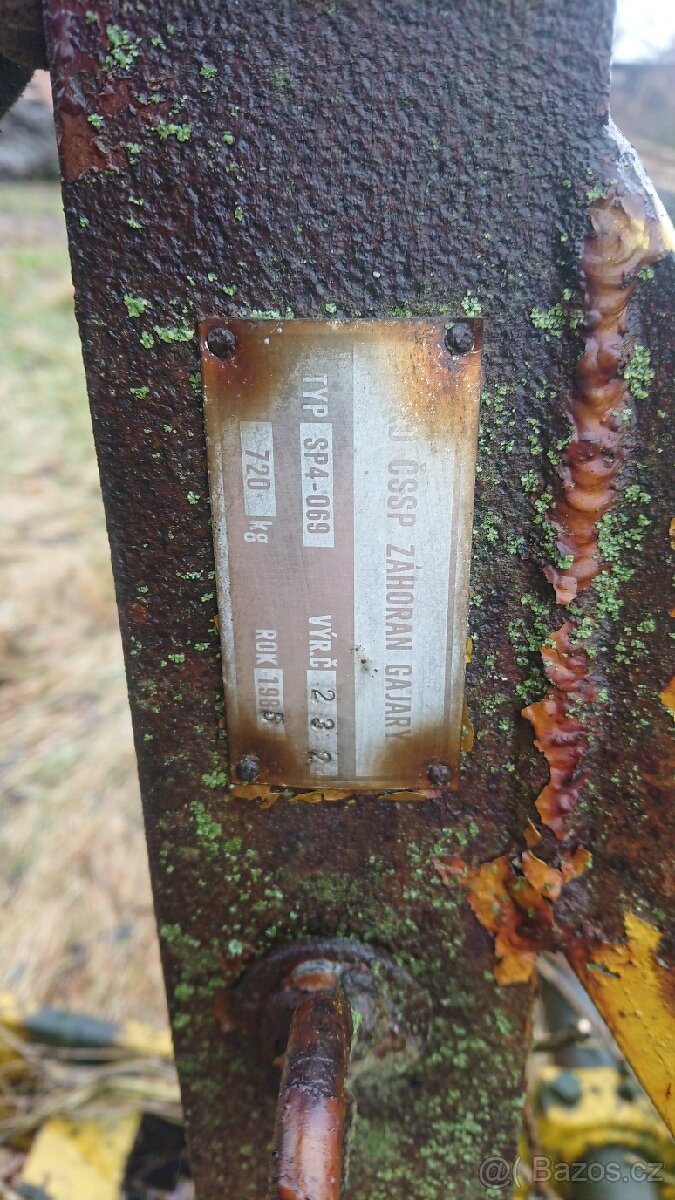 ČSSP ZÁHORAN GAJARY
TYP SP4-069 VÝR.Č 232
720 kg ROK 1985
@( Bazos.cz